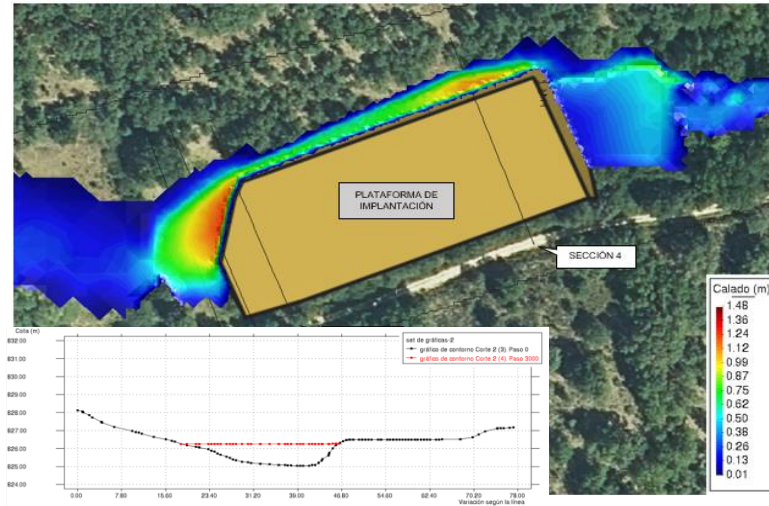 PLATAFORMA DE
IMPLANTACIÓN
SECCIÓN 4
Calado (m)
1.48
1.36
1.24
1.12
0.99
0.87
0.75
0.62
0.50
0.38
0.26
0.13
0.01
Cota (m)
832.00
831.00
830.00
829.00
828.00
827.00
826.00
825.00
824.00
set de gráficas-2
gráfico de contorno Corte 2 (3) Paso 0
gráfico de contorno Corte 2 (4) Paso 3000
0.00 7.80 15.60 23.40 31.20 39.00 46.80 54.60 62.40 70.20 78.00
Variación según la línea